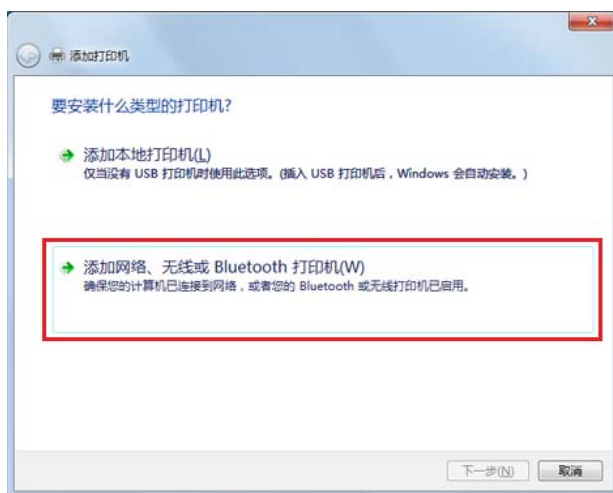 添加打印机
要安装什么类型的打印机?
添加本地打印机(L)
仅当没有 USB 打印机时使用此选项。(插入 USB 打印机后，Windows 会自动安装。)
添加网络、无线或 Bluetooth 打印机(W)
确保您的计算机已连接到网络，或者您的 Bluetooth 或无线打印机已启用。
下一步(N)
取消